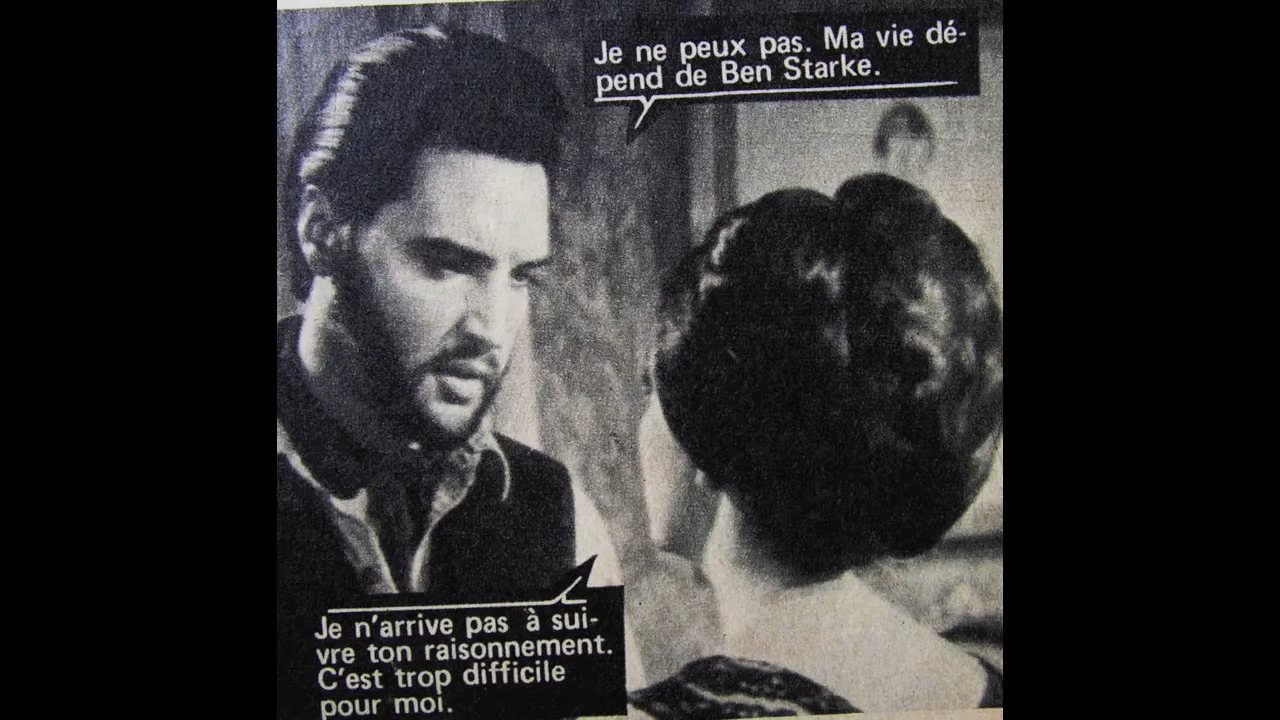 Je ne peux pas. Ma vie dé-
pend de Ben Starke.
Je n'arrive pas à sui-
vre ton raisonnement.
C'est trop difficile
pour moi.